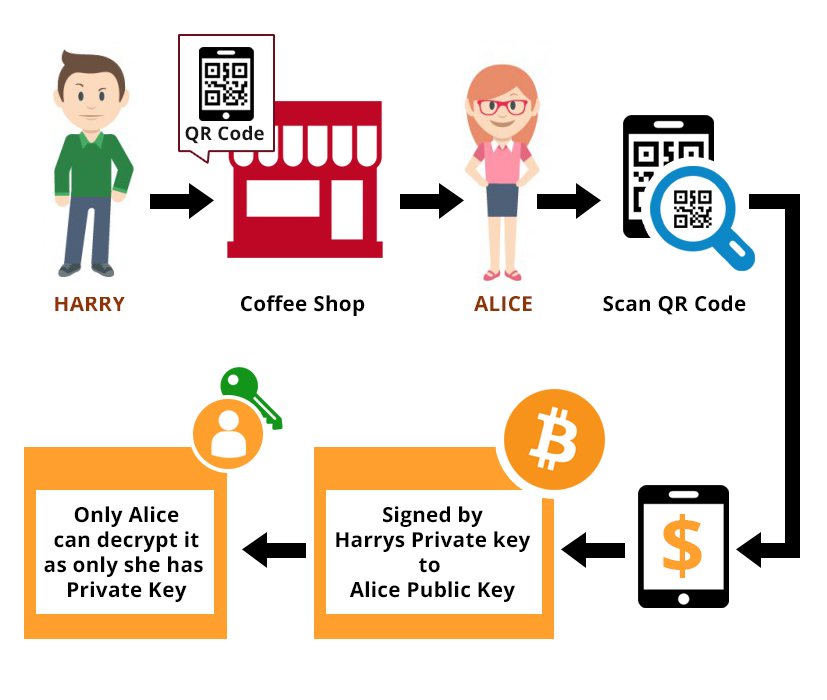 QR Code
HARRY
Coffee Shop
ALICE
Scan QR Code
$
Signed by
Harrys Private key
to
Alice Public Key
Only Alice
can decrypt it
as only she has
Private Key